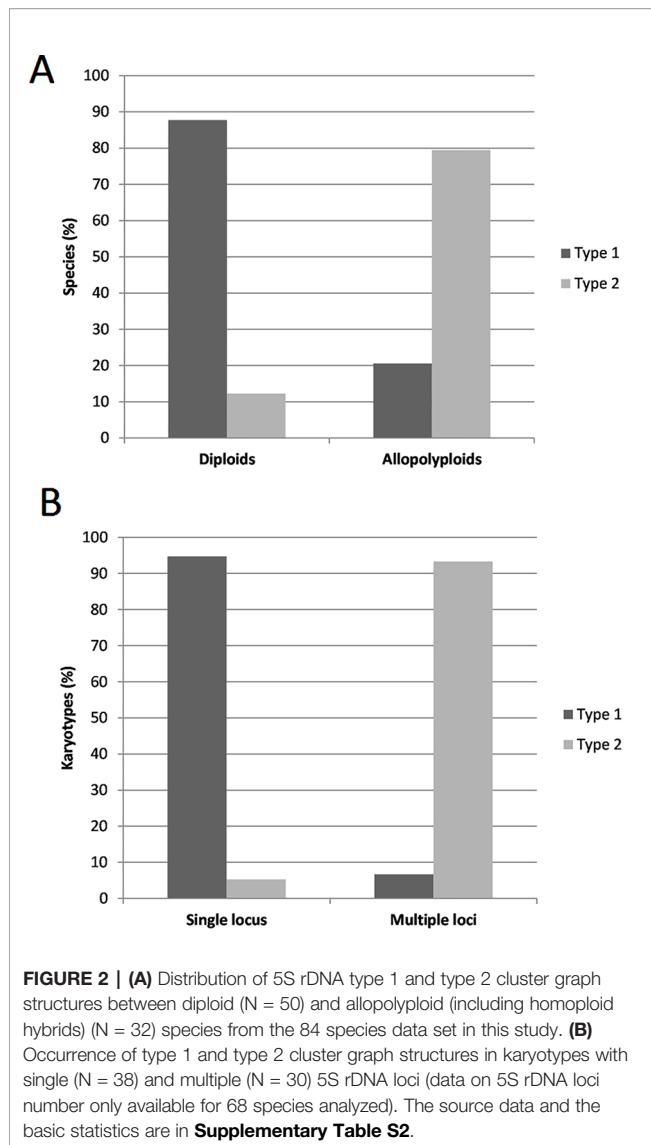 A
100
90
80
70
60
50
40
30
20
10
0
Species (%)
Diploids
Allopolyploids
Type 1
Type 2
B
100
90
80
70
60
50
40
30
20
10
0
Karyotypes (%)
Single locus
Multiple loci
Type 1
Type 2
FIGURE 2 | (A) Distribution of 5S rDNA type 1 and type 2 cluster graph
structures between diploid (N = 50) and allopolyploid (including homoploid
hybrids) (N = 32) species from the 84 species data set in this study. (B)
Occurrence of type 1 and type 2 cluster graph structures in karyotypes with
single (N = 38) and multiple (N = 30) 5S rDNA loci (data on 5S rDNA loci
number only available for 68 species analyzed). The source data and the
basic statistics are in Supplementary Table S2.